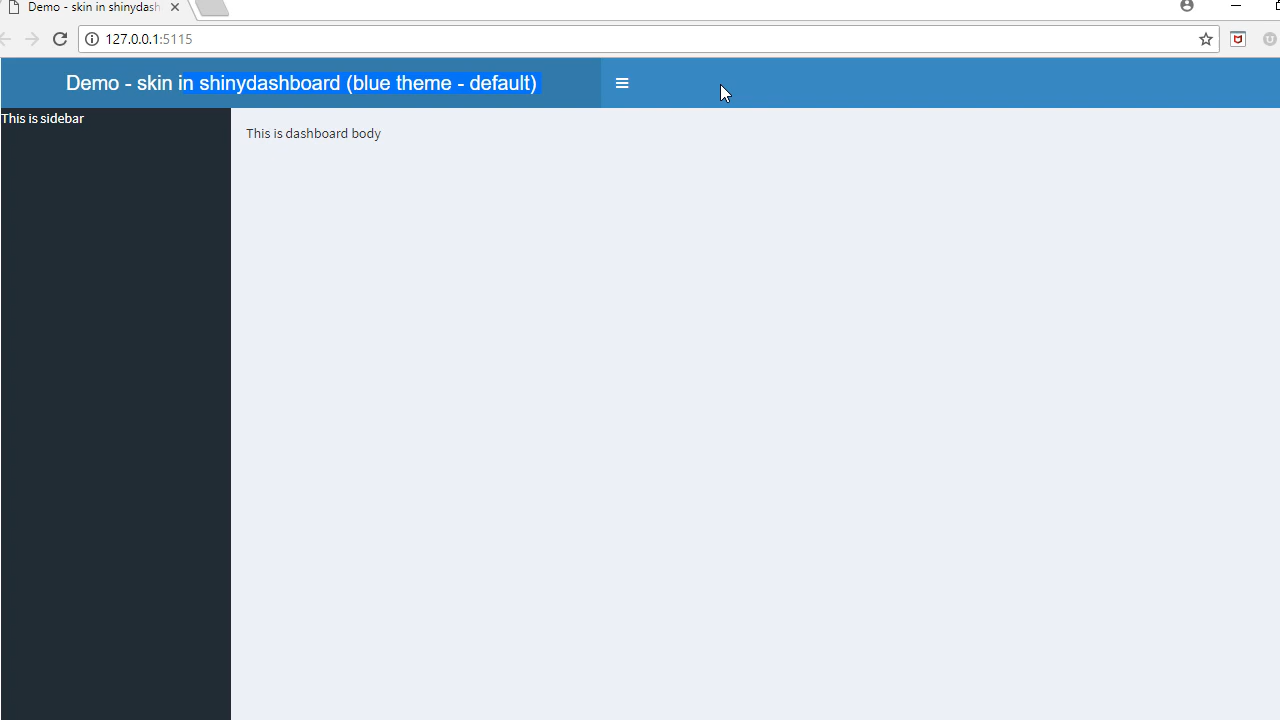 Demo - skin in shinydash
127.0.0.1:5115
Demo - skin in shinydashboard (blue theme - default)
This is sidebar
This is dashboard body